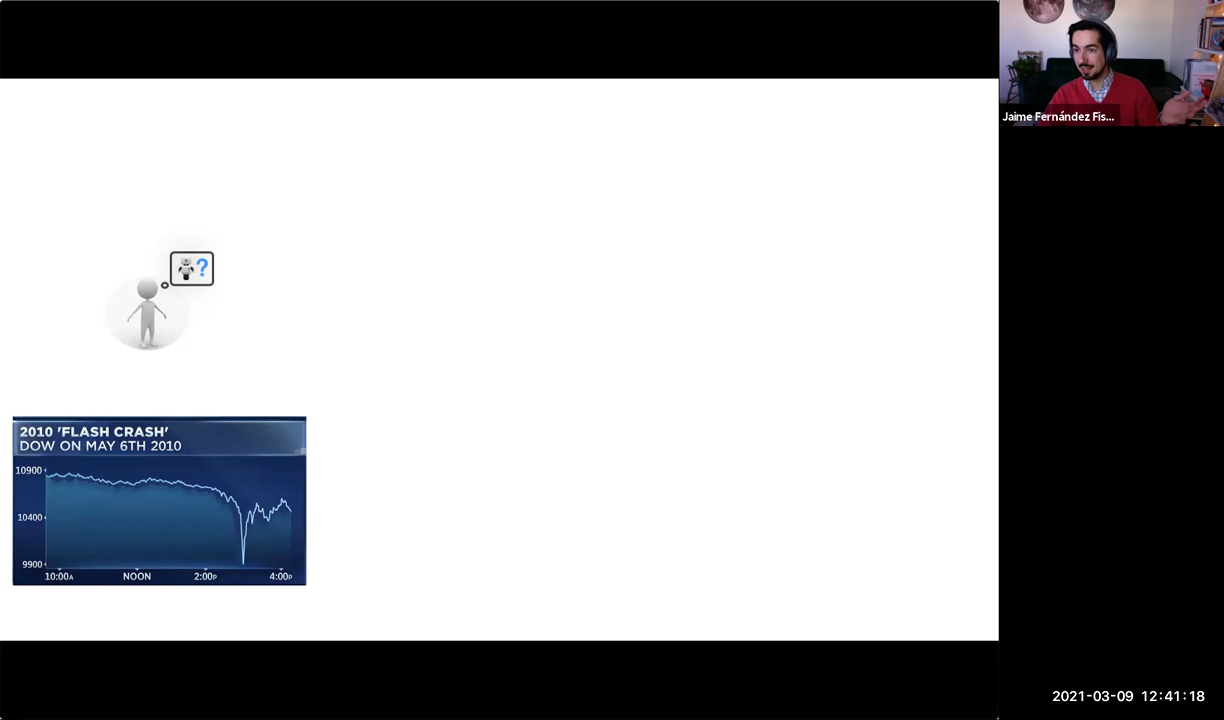 Jaime Fernández Fis...
?
2010 'FLASH CRASH'
DOW ON MAY 6TH 2010
10900
10400
9900
10:00A NOON 2:00P 4:00P
2021-03-09 12:41:18